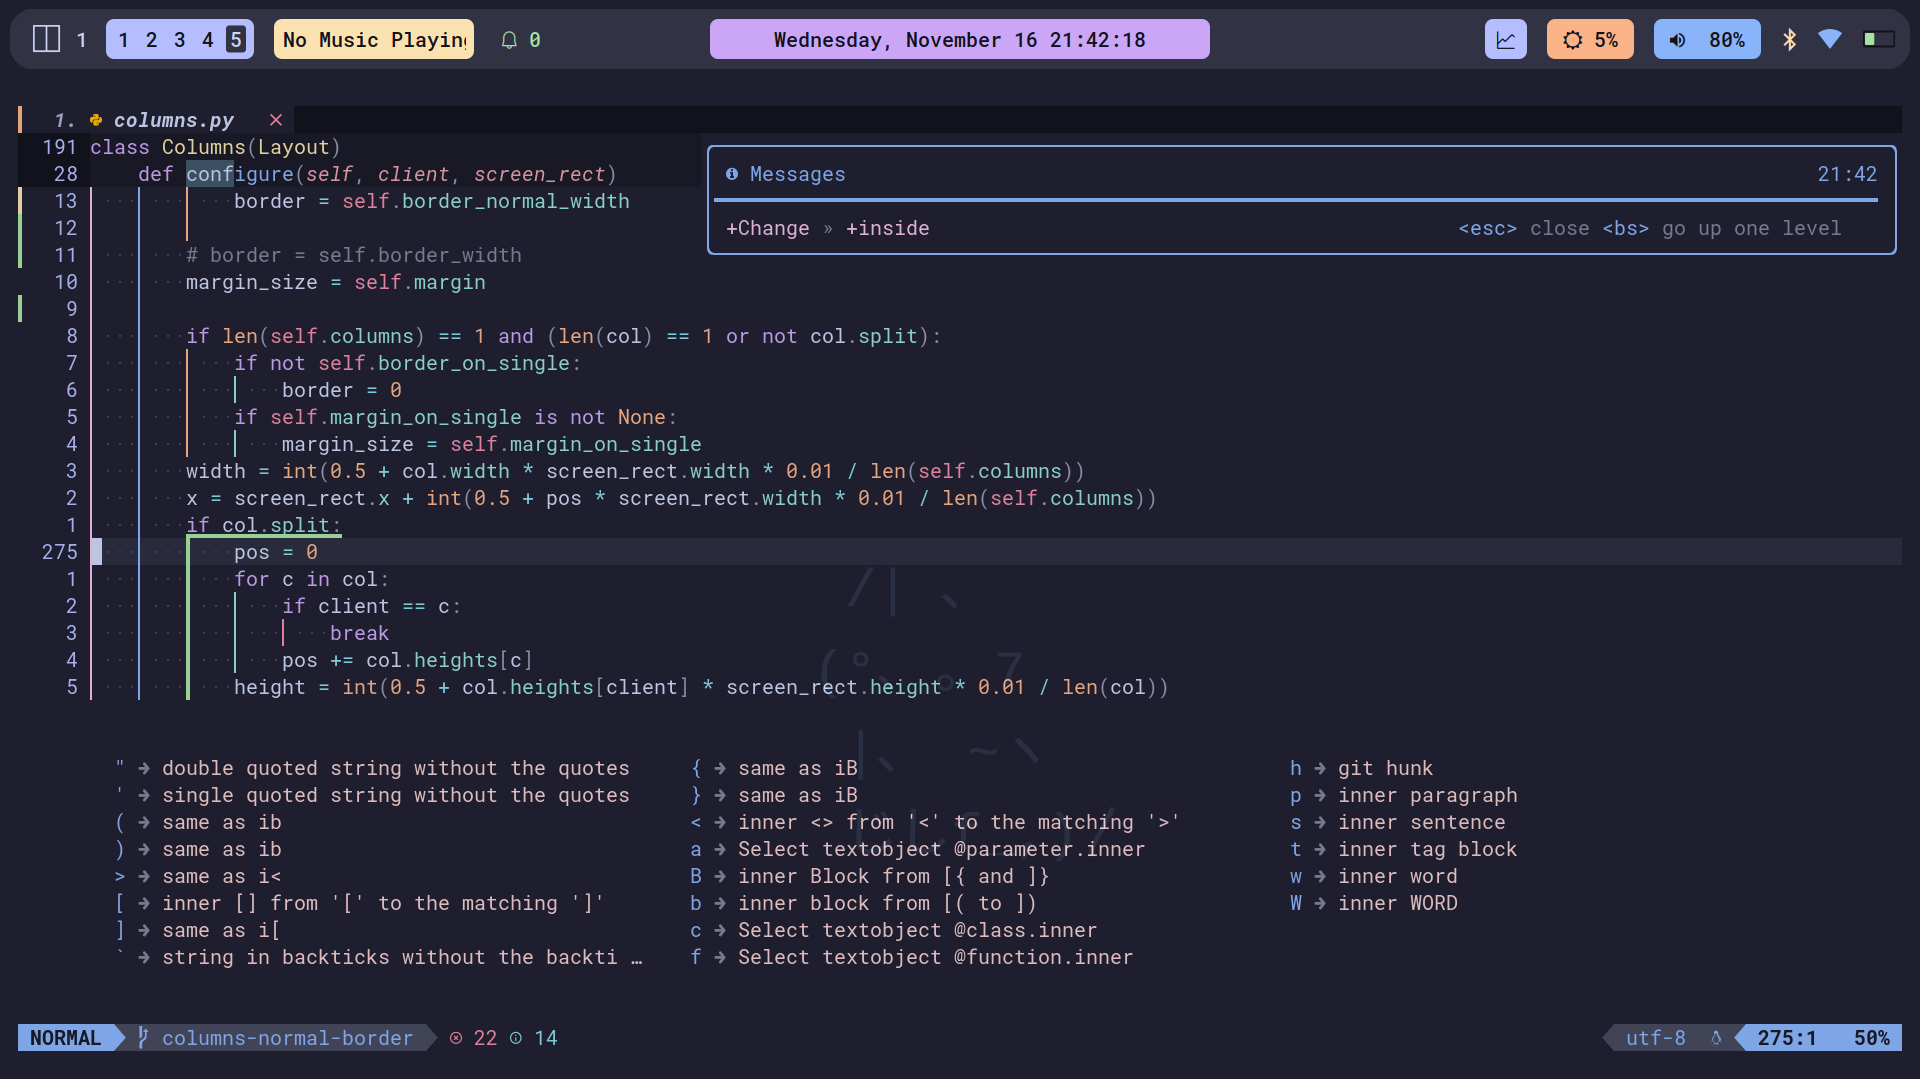 1 1 2 3 4 5 No Music Playing 0 Wednesday, November 16 21:42:18 5% 80%
1. columns.py ×
191 class Columns(Layout)
28 def configure(self, client, screen_rect)
Messages 21:42
13 border = self.border_normal_width
12
+Change » +inside <esc> close <bs> go up one level
11 # border = self.border_width
10 margin_size = self.margin
9
8 if len(self.columns) == 1 and (len(col) == 1 or not col.split):
7 if not self.border_on_single:
6 border = 0
5 if self.margin_on_single is not None:
4 margin_size = self.margin_on_single
3 width = int(0.5 + col.width * screen_rect.width * 0.01 / len(self.columns))
2 x = screen_rect.x + int(0.5 + pos * screen_rect.width * 0.01 / len(self.columns))
1 if col.split:
275 pos = 0
1 for c in col:
2 if client == c:
3 break
4 pos += col.heights[c]
5 height = int(0.5 + col.heights[client] * screen_rect.height * 0.01 / len(col))
" → double quoted string without the quotes
' → single quoted string without the quotes
( → same as ib
) → same as ib
> → same as i<
[ → inner [] from '[' to the matching ']'
] → same as i[
` → string in backticks without the backti …
{ → same as iB
} → same as iB
< → inner <> from '<' to the matching '>'
a → Select textobject @parameter.inner
B → inner Block from [{ and ]}
b → inner block from [( to ])
c → Select textobject @class.inner
f → Select textobject @function.inner
h → git hunk
p → inner paragraph
s → inner sentence
t → inner tag block
w → inner word
W → inner WORD
NORMAL columns-normal-border 22 14 utf-8 275:1 50%